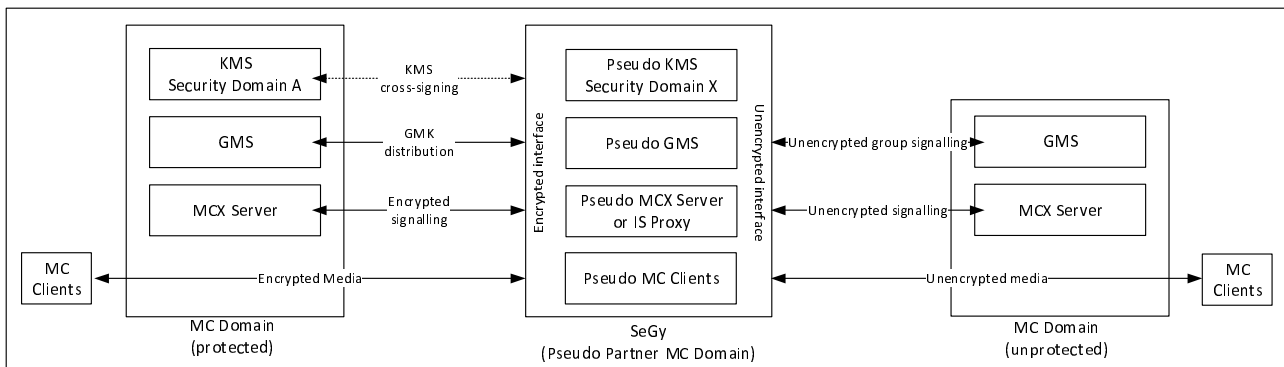 KMS
Security Domain A
GMS
MCX Server
MC
Clients
MC Domain
(protected)
KMS
cross-signing
GMK
distribution
Encrypted
signalling
Encrypted Media
Encrypted interface
Pseudo KMS
Security Domain X
Pseudo GMS
Pseudo MCX Server
or IS Proxy
Pseudo MC Clients
Unencrypted interface
SeGy
(Pseudo Partner MC Domain)
Unencrypted group signalling
Unencrypted signalling
Unencrypted media
GMS
MCX Server
MC Domain
(unprotected)
MC
Clients